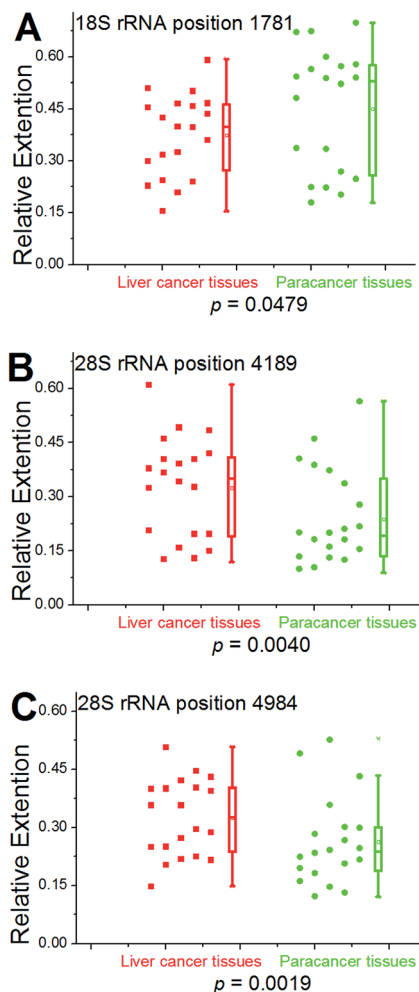 A
18S rRNA position 1781
Relative Extention
0.60
0.45
0.30
0.15
0.00
Liver cancer tissues Paracancer tissues
p = 0.0479
B
28S rRNA position 4189
Relative Extention
0.60
0.45
0.30
0.15
0.00
Liver cancer tissues Paracancer tissues
p = 0.0040
C
28S rRNA position 4984
Relative Extention
0.60
0.45
0.30
0.15
0.00
Liver cancer tissues Paracancer tissues
p = 0.0019